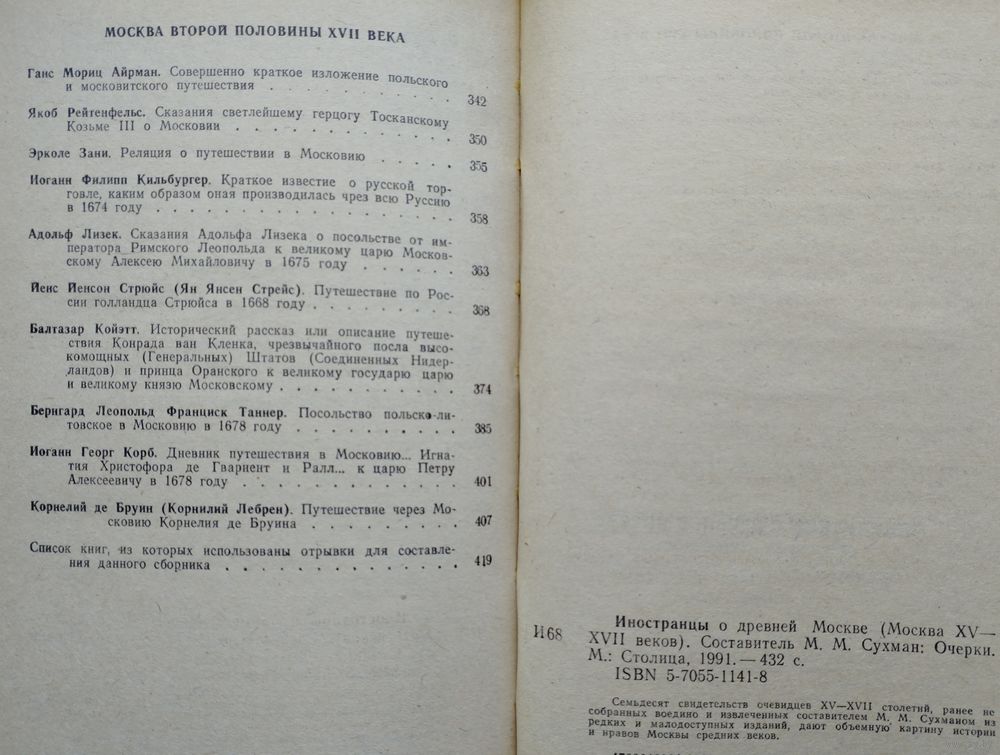 МОСКВА ВТОРОЙ ПОЛОВИНЫ XVII ВЕКА
Ганс Мориц Айрман. Совершенно краткое изложение польского
и московитского путешествия . . . . . . . . . . . 342
Якоб Рейтенфельс. Сказания светлейшему герцогу Тосканскому
Козьме III о Московии . . . . . . . . . . . . . 350
Эрколе Зани. Реляция о путешествии в Московию . . . . . 355
Иоганн Филипп Кильбургер. Краткое известие о русской тор-
говле, каким образом оная производилась чрез всю Руссию
в 1674 году . . . . . . . . . . . . . . . . . 358
Адольф Лизек. Сказания Адольфа Лизека о посольстве от им-
ператора Римского Леопольда к великому царю Москов-
скому Алексею Михайловичу в 1675 году . . . . . . 363
Йенс Йенсон Стрюйс (Ян Янсен Стрейс). Путешествие по Рос-
сии голландца Стрюйса в 1668 году . . . . . . . . 368
Балтазар Койэтт. Исторический рассказ или описание путеше-
ствия Конрада ван Кленка, чрезвычайного посла высо-
комощных (Генеральных) Штатов (Соединенных Нидер-
ландов) и принца Оранского к великому государю царю
и великому князю Московскому . . . . . . . . . . 374
Бернгард Леопольд Франциск Таннер. Посольство польско-ли-
товское в Московию в 1678 году . . . . . . . . . . 385
Иоганн Георг Корб. Дневник путешествия в Московию... Игна-
тия Христофора де Гвариент и Ралл... к царю Петру
Алексеевичу в 1678 году . . . . . . . . . . . . 401
Корнелий де Бруин (Корнилий Лебрен). Путешествие через Мо-
сковию Корнелия де Бруина . . . . . . . . . 407
Список книг, из которых использованы отрывки для составле-
ния данного сборника . . . . . . . . . . . . . 419
И68
Иностранцы о древней Москве (Москва XV—
XVII веков). Составитель М. М. Сухман: Очерки.
М.: Столица, 1991. — 432 с.
ISBN 5-7055-1141-8
Семьдесят свидетельств очевидцев XV—XVII столетий, ранее не
собранных воедино и извлеченных составителем М. М. Сухманом из
редких и малодоступных изданий, дают объемную картину истории
и нравов Москвы средних веков.